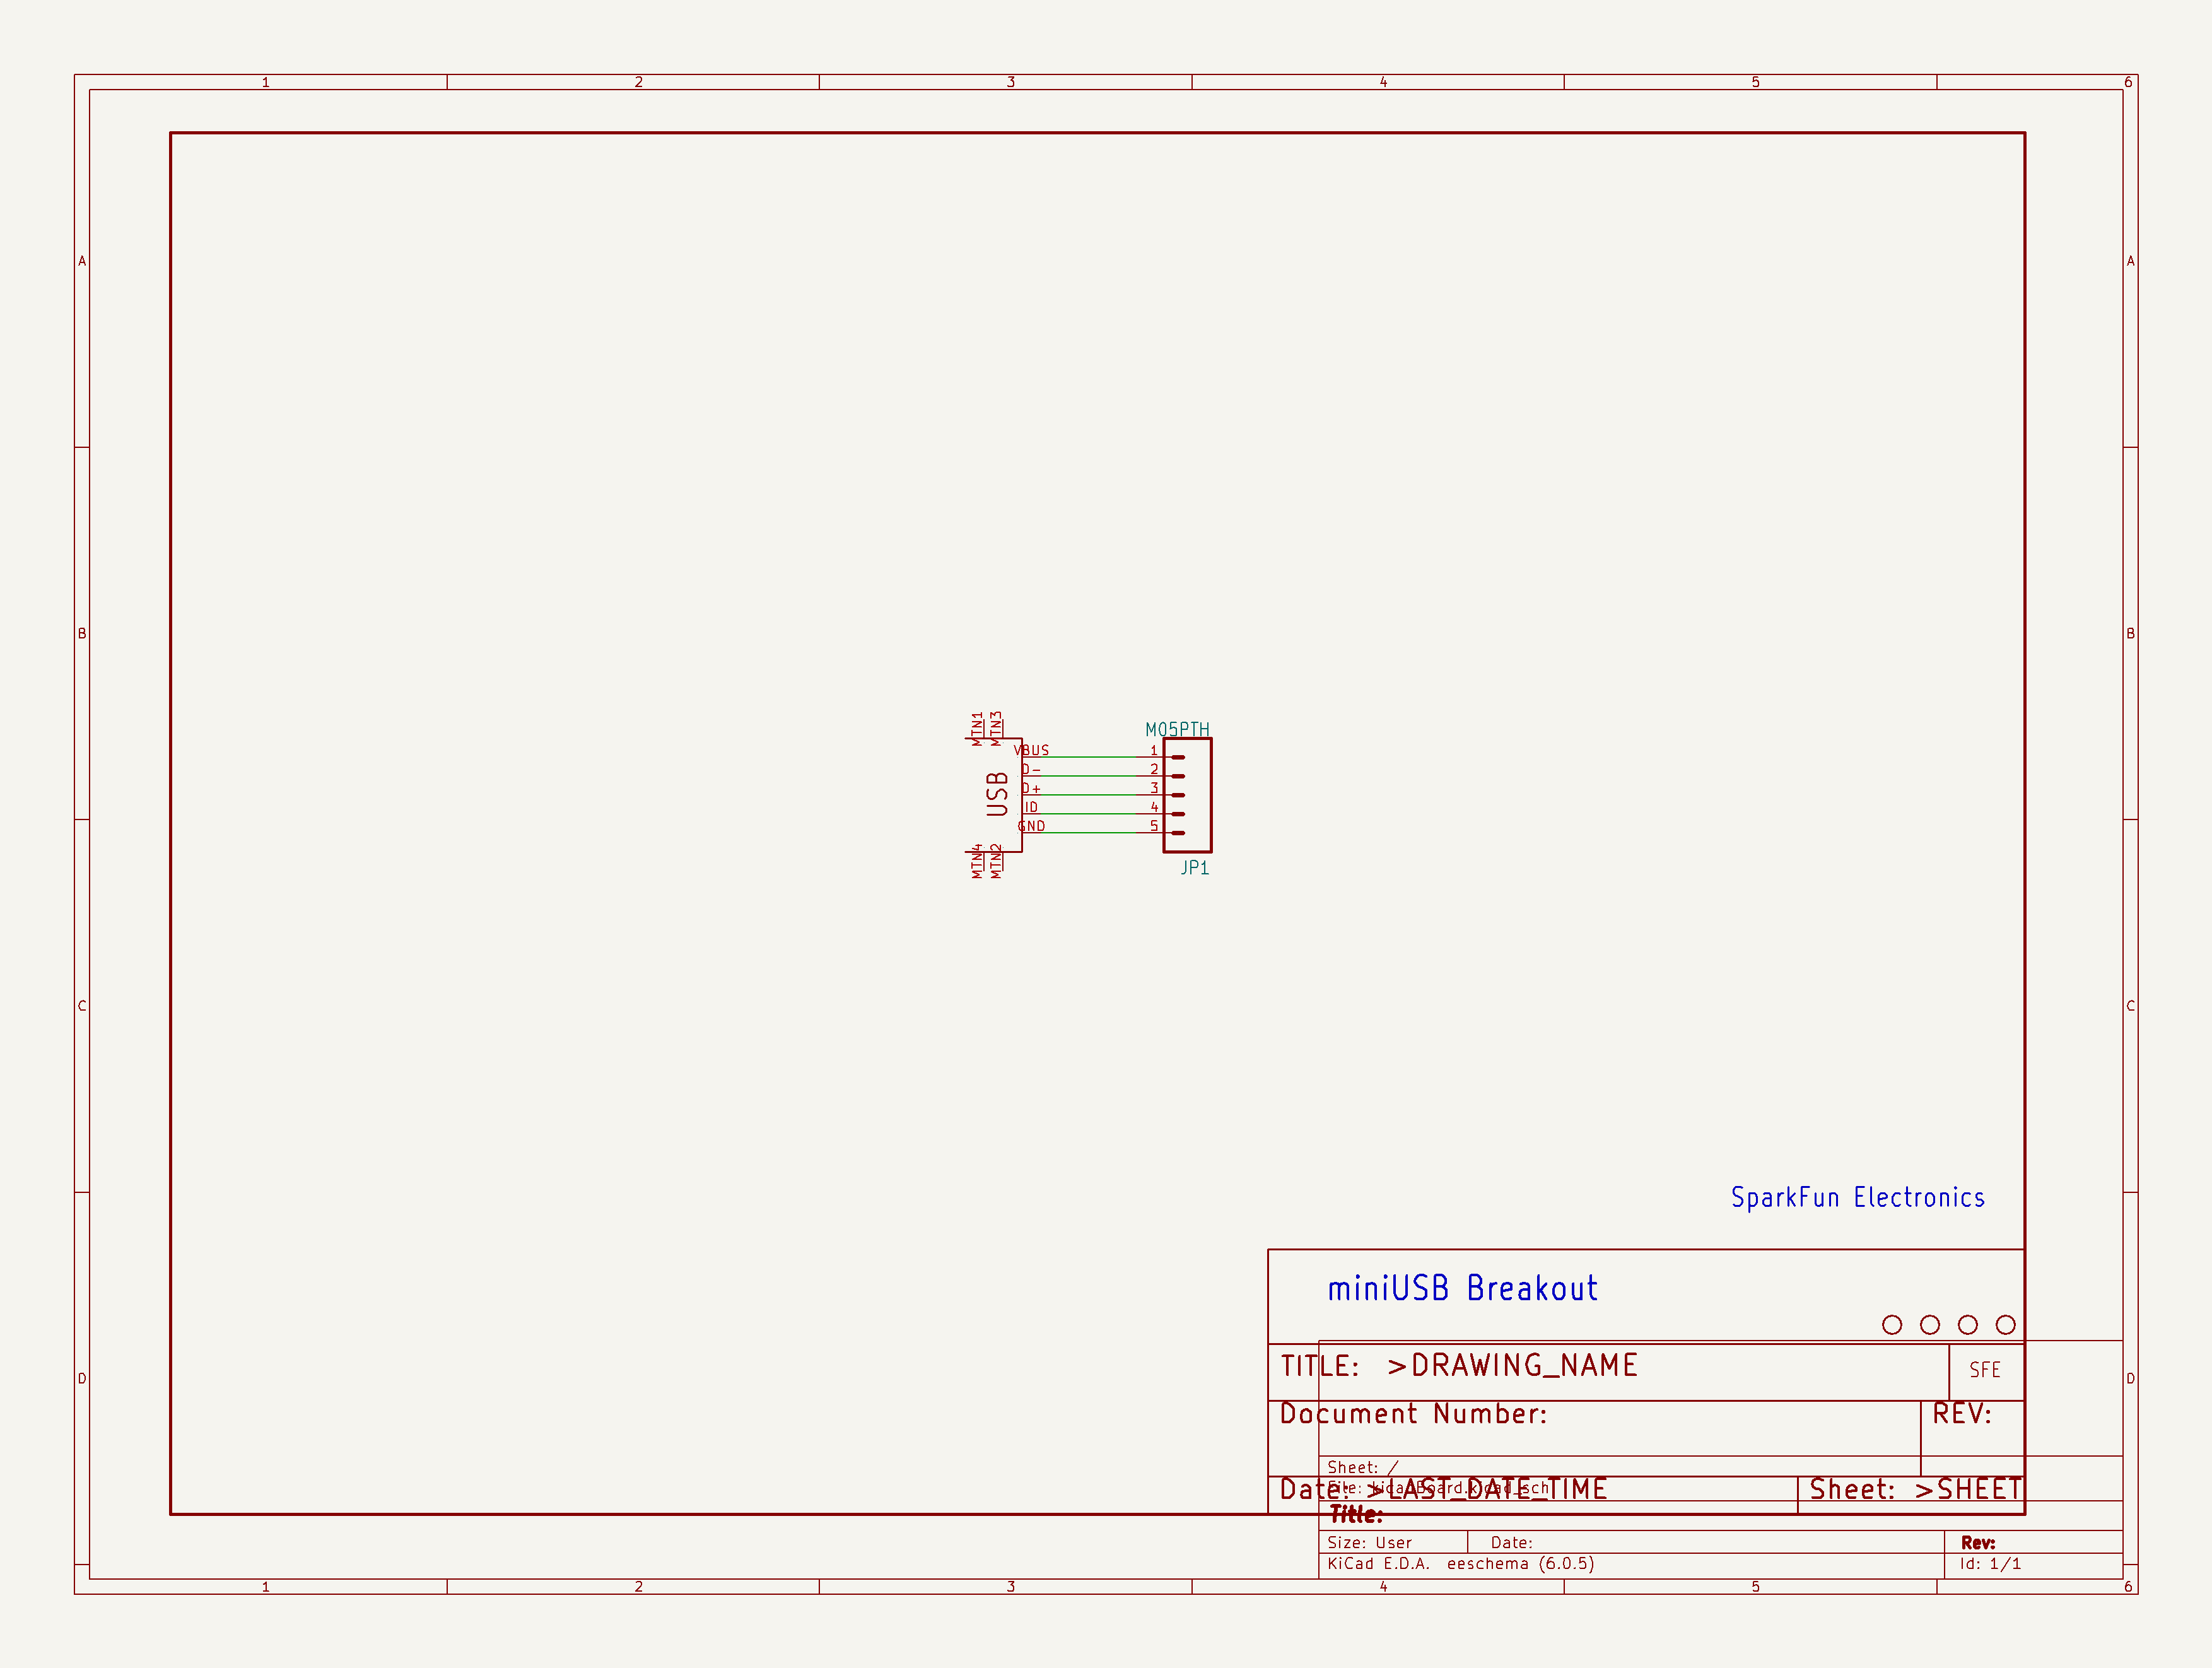 1 2 3 4 5 6
A A
B B
MTN1 MTN3
M05PTH
VBUS 1
D- 2
USB
D+ 3
ID 4
GND 5
MTN4 MTN2
JP1
C C
SparkFun Electronics
miniUSB Breakout
TITLE: >DRAWING_NAME
SFE
D D
Document Number:
REV:
Sheet: /
File: kicadBoard.kicad_sch
Date: >LAST_DATE_TIME
Sheet: >SHEET
Title:
Size: User Date: Rev:
KiCad E.D.A. eeschema (6.0.5) Id: 1/1
1 2 3 4 5 6